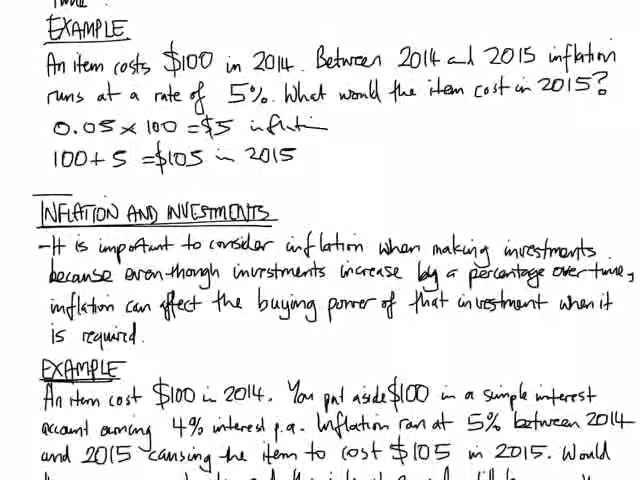 EXAMPLE
An item costs $100 in 2014. Between 2014 and 2015 inflation
runs at a rate of 5%. What would the item cost in 2015?
0.05 × 100 = $5 inflation
100 + 5 = $105 in 2015
INFLATION AND INVESTMENTS
- It is important to consider inflation when making investments
because even though investments increase by a percentage over time,
inflation can affect the buying power of that investment when it
is required.
EXAMPLE
An item cost $100 in 2014. You put aside $100 in a simple interest
account earning 4% interest p.a. Inflation ran at 5% between 2014
and 2015 causing the item to cost $105 in 2015. Would